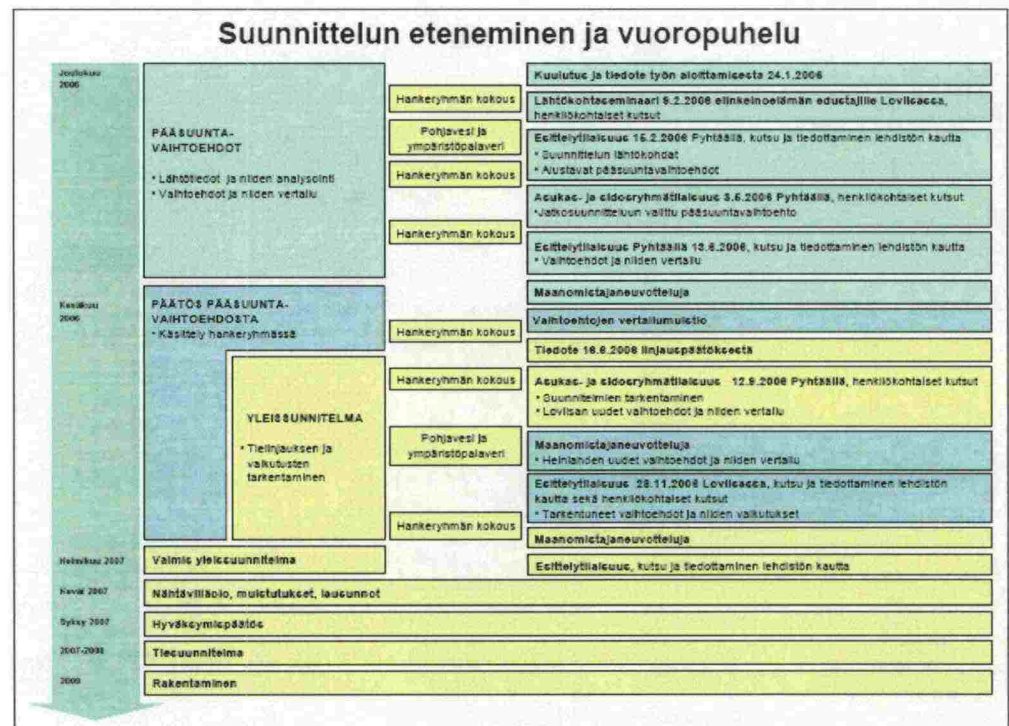 Suunnittelun eteneminen ja vuoropuhelu
Joulukuu
PÄÄSUUNTA-
VAIHTOEHDOT
• Lähtötiedot ja niiden analysointi
• Vaihtoehdot ja niiden vertailu
Hankeryhmän kokous
Pohjavesi ja
ympäristöpalaveri
Hankeryhmän kokous
Hankeryhmän kokous
Kuulutus ja tiedote työn aloittamisesta 24.1.2006
Lähtökohtaseminaari 8.2.2006 elinkeinoelämän edustajille Loviisassa,
henkilökohtaiset kutsut
Esittelytilaisuus 15.2.2006 Pyhtäällä, kutsu ja tiedottaminen lehdistön kautta
• Suunnittelun lähtökohdat
• Alustavat pääsuuntavaihtoehdot
Asukas- ja sidosryhmätilaisuus 3.5.2006 Pyhtäällä, henkilökohtaiset kutsut
• Jatkosuunnitteluun valittu pääsuuntavaihtoehto
Esittelytilaisuus Pyhtäällä 13.6.2006, kutsu ja tiedottaminen lehdistön kautta
• Vaihtoehdot ja niiden vertailu
Kesäkuu
2006
PÄÄTÖS PÄÄSUUNTA-
VAIHTOEHDOSTA
• Käsittely hankeryhmässä
YLEISSUNNITELMA
• Tielinjauksen ja
vaikutusten
tarkentaminen
Hankeryhmän kokous
Hankeryhmän kokous
Pohjavesi ja
ympäristöpalaveri
Hankeryhmän kokous
Maanomistajaneuvotteluja
Vaihtoehtojen vertailumuistio
Tiedote 16.6.2006 linjauspäätöksestä
Asukas- ja sidosryhmätilaisuus 12.9.2006 Pyhtäällä, henkilökohtaiset kutsut
• Suunnitelmien tarkentaminen
• Loviisan uudet vaihtoehdot ja niiden vertailu
Maanomistajaneuvotteluja
• Heinlahden uudet vaihtoehdot ja niiden vertailu
Esittelytilaisuus 28.11.2006 Loviisassa, kutsu ja tiedottaminen lehdistön
kautta sekä henkilökohtaiset kutsut
• Tarkentuneet vaihtoehdot ja niiden vaikutukset
Maanomistajaneuvotteluja
Helmikuu 2007
Valmis yleissuunnitelma
Esittelytilaisuus, kutsu ja tiedottaminen lehdistön kautta
Kevät 2007
Nähtävilläolo, muistutukset, lausunnot
Syksy 2007
Hyväksymispäätös
2007-2008
Tiesuunnitelma
2009
Rakentaminen